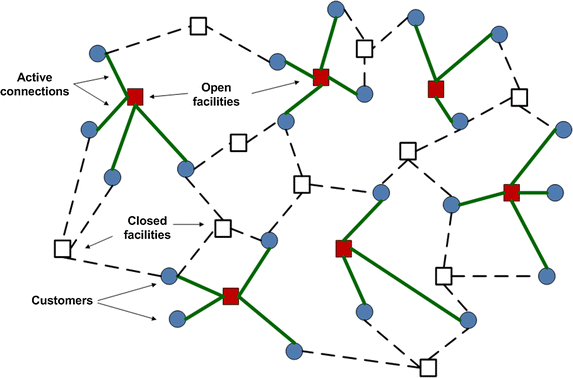 Active
connections
Open
facilities
Closed
facilities
Customers